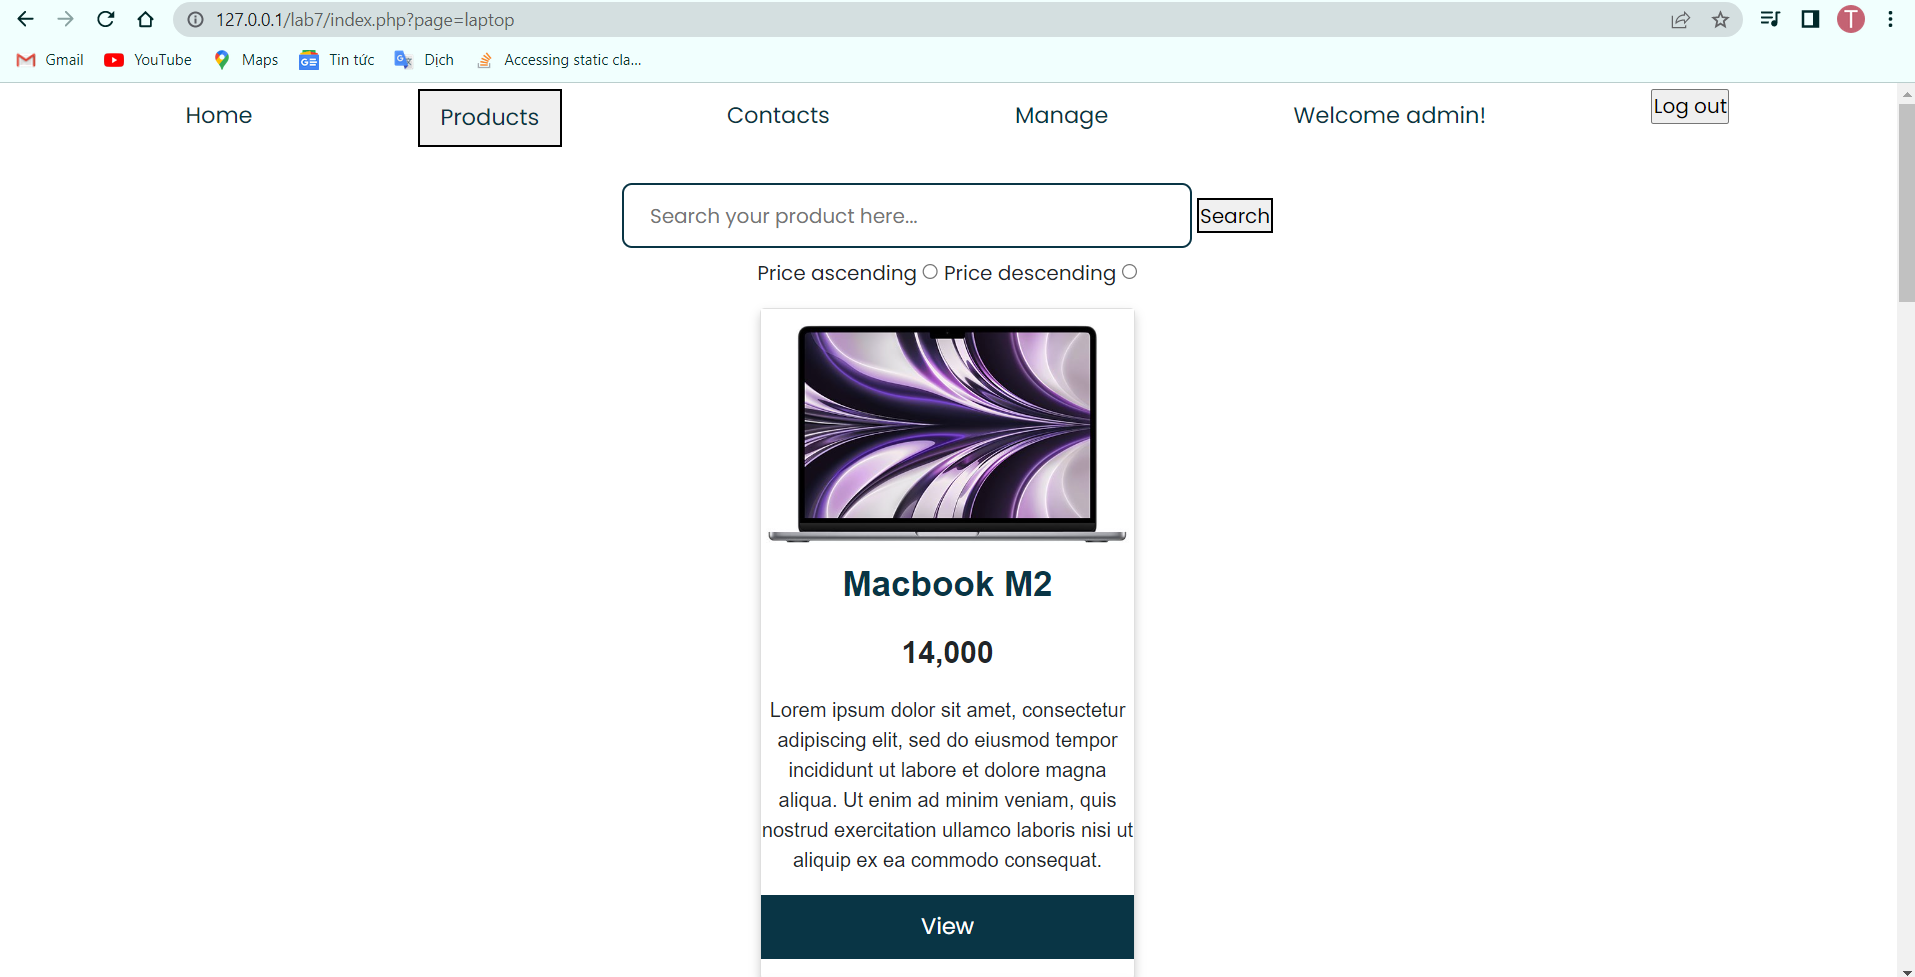 127.0.0.1/lab7/index.php?page=laptop
T
Gmail YouTube Maps Tin tức Dịch Accessing static cla...
Home Products Contacts Manage Welcome admin! Log out
Search your product here... Search
Price ascending Price descending
Macbook M2
14,000
Lorem ipsum dolor sit amet, consectetur
adipiscing elit, sed do eiusmod tempor
incididunt ut labore et dolore magna
aliqua. Ut enim ad minim veniam, quis
nostrud exercitation ullamco laboris nisi ut
aliquip ex ea commodo consequat.
View